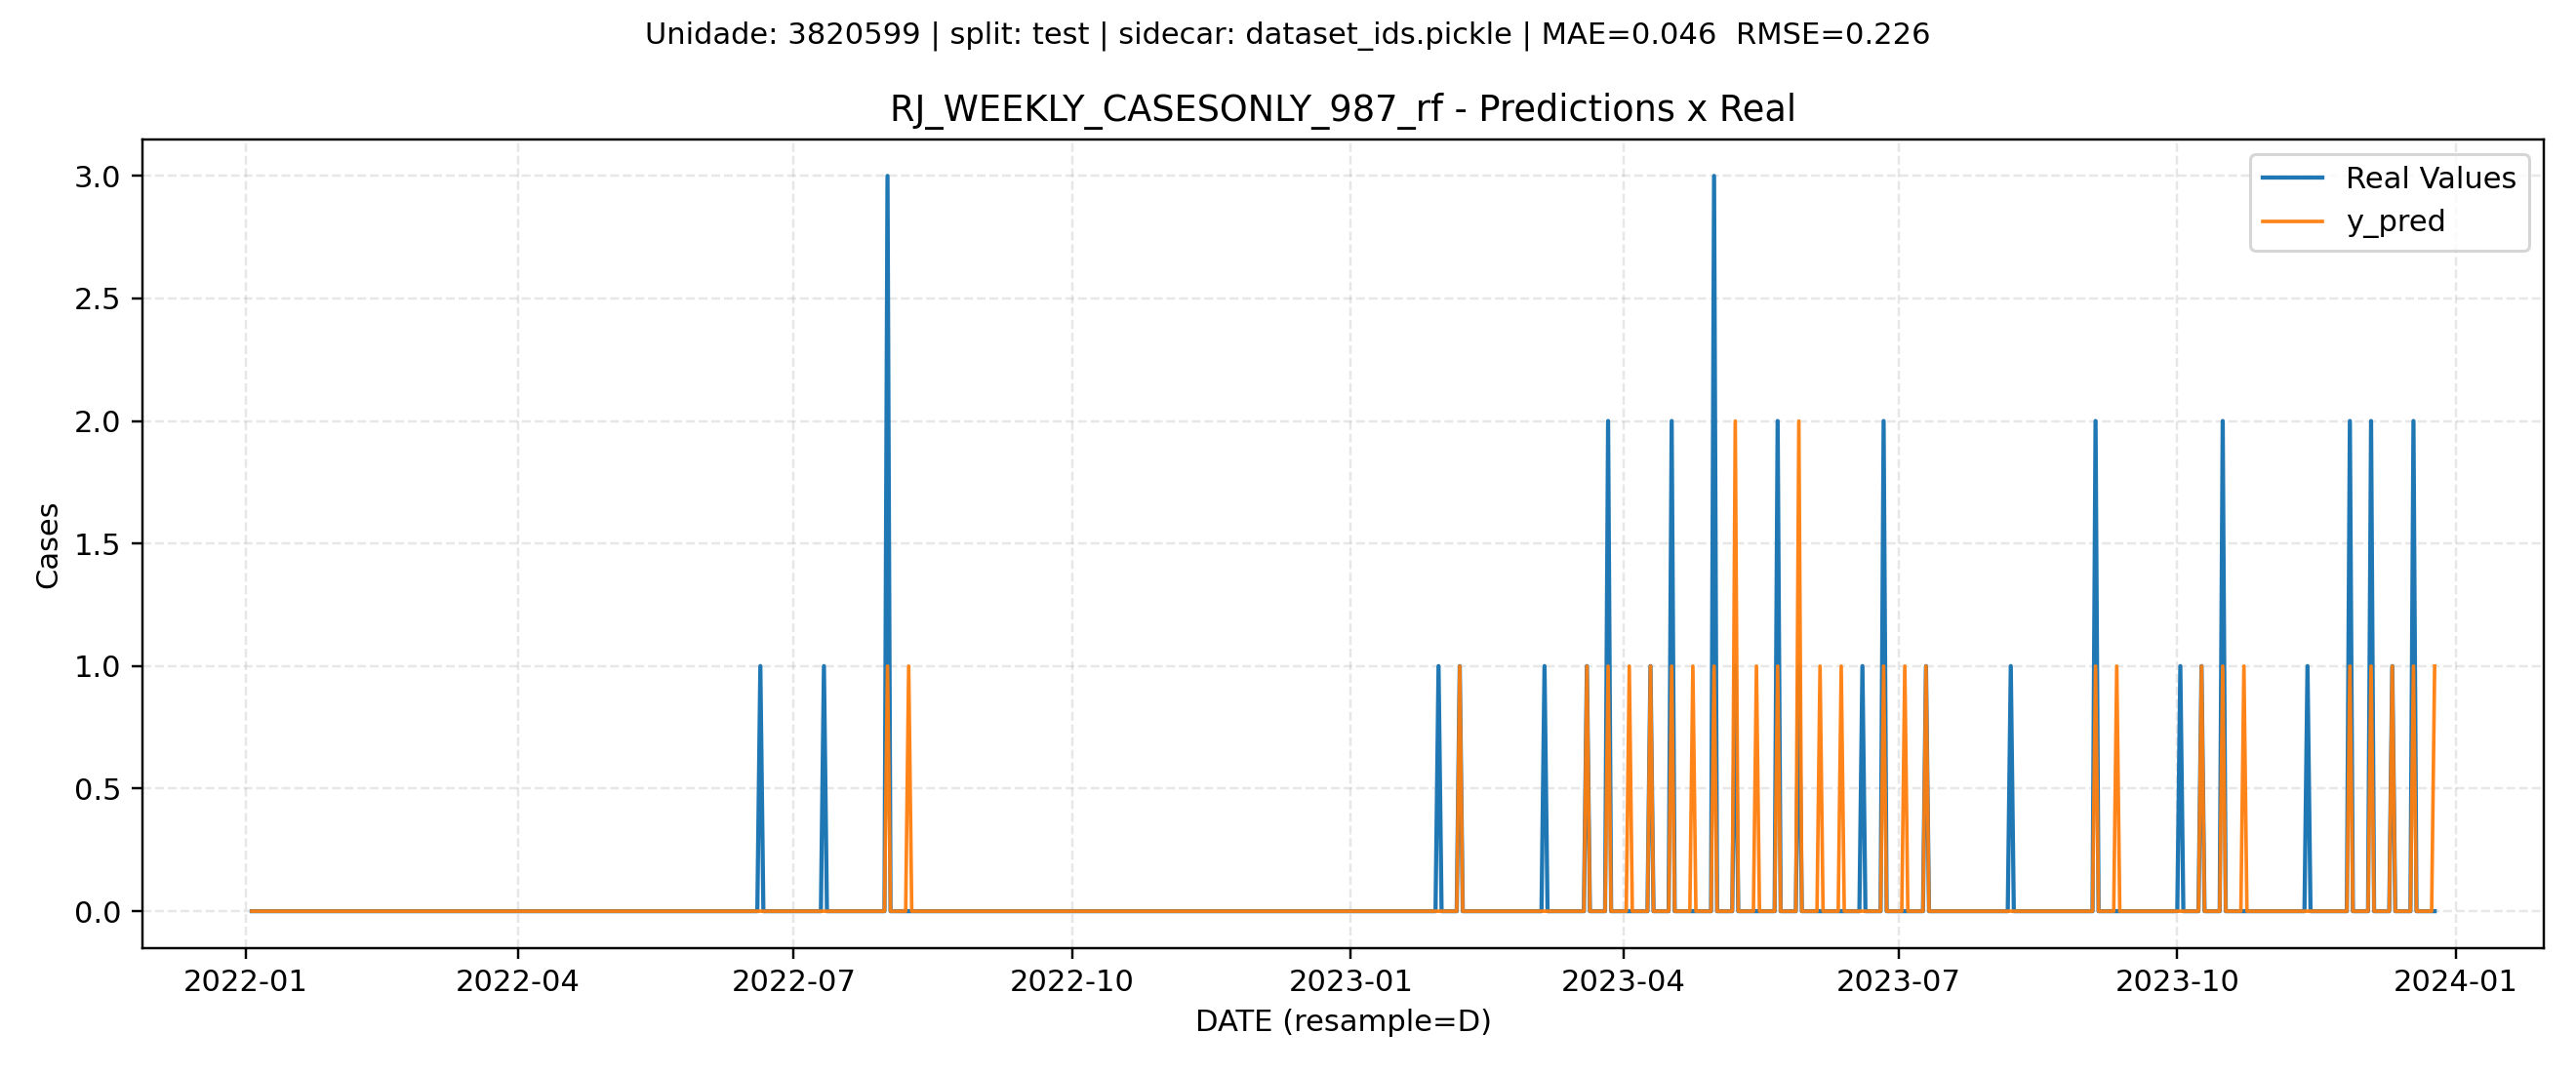 Unidade: 3820599 | split: test | sidecar: dataset_ids.pickle | MAE=0.046  RMSE=0.226
RJ_WEEKLY_CASESONLY_987_rf - Predictions x Real
Real Values
y_pred
3.0
2.5
2.0
1.5
1.0
0.5
0.0
Cases
2022-01
2022-04
2022-07
2022-10
2023-01
2023-04
2023-07
2023-10
2024-01
DATE (resample=D)